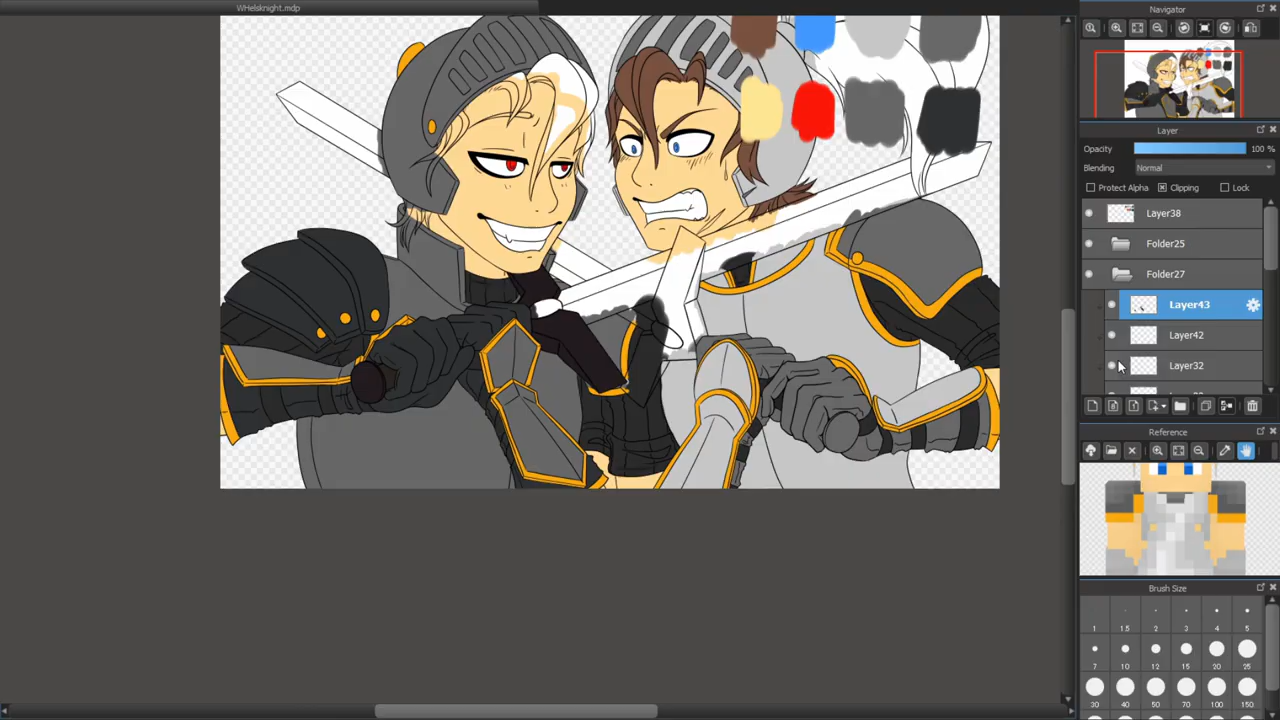 WHelsknight.mdp
Navigator
Layer
Opacity 100 %
Blending Normal
Protect Alpha Clipping Lock
Layer38
Folder25
Folder27
Layer43
Layer42
Layer32
Reference
Brush Size
1 1.5 2 3 4 5
7 10 12 15 20 25
30 40 50 70 100 150